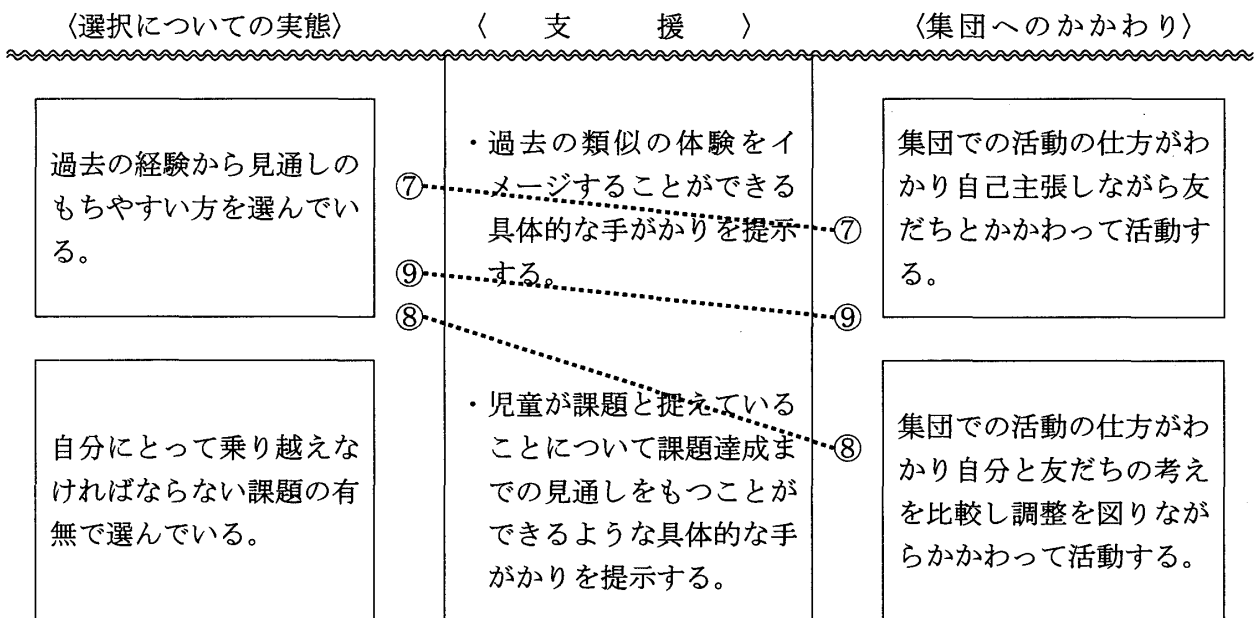 〈選択についての実態〉
〈　支　援　〉
〈集団へのかかわり〉
過去の経験から見通しの
もちやすい方を選んでい
る。
自分にとって乗り越えな
ければならない課題の有
無で選んでいる。
⑦
⑨
⑧
・過去の類似の体験をイ
メージすることができる
具体的な手がかりを提示
する。
・児童が課題と捉えている
ことについて課題達成ま
での見通しをもつことが
できるような具体的な手
がかりを提示する。
⑦
⑨
⑧
集団での活動の仕方がわ
かり自己主張しながら友
だちとかかわって活動す
る。
集団での活動の仕方がわ
かり自分と友だちの考え
を比較し調整を図りなが
らかかわって活動する。